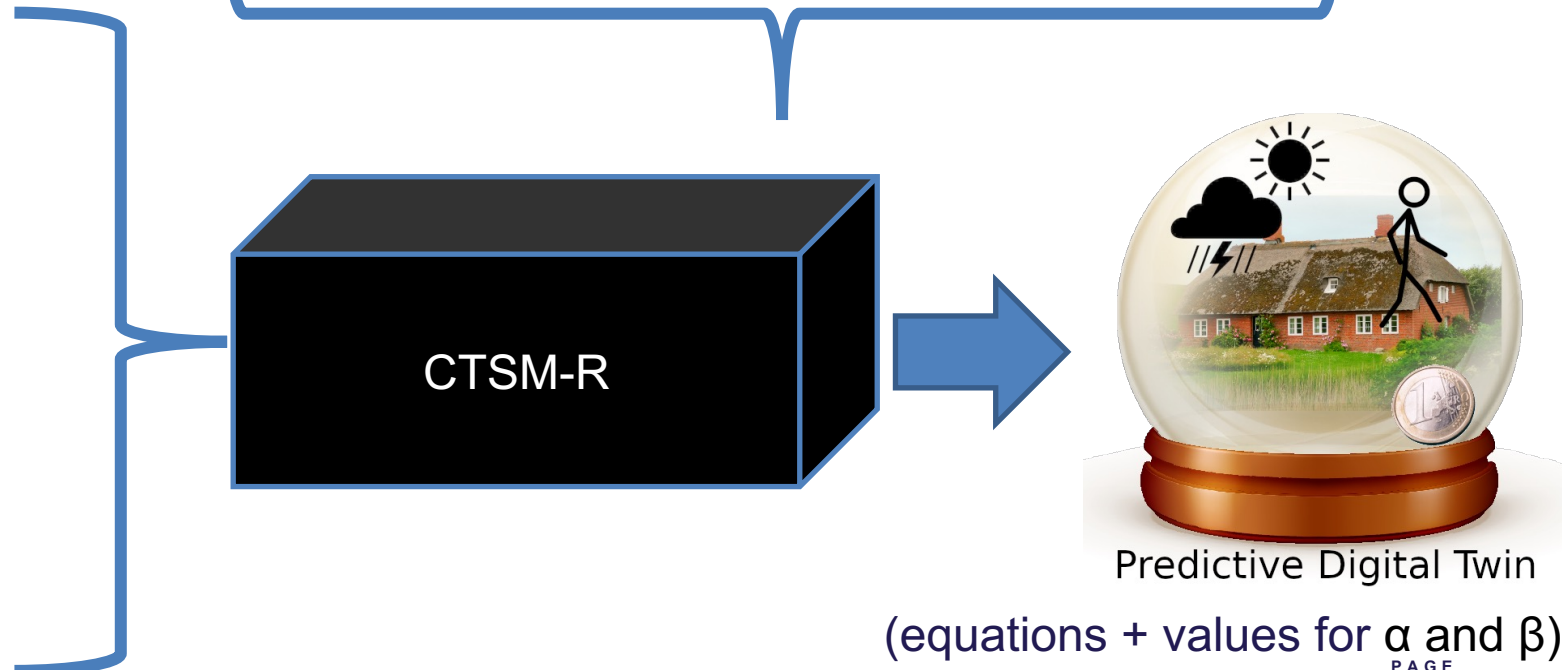 CTSM-R
Predictive Digital Twin
(equations + values for α and β)
PAGE